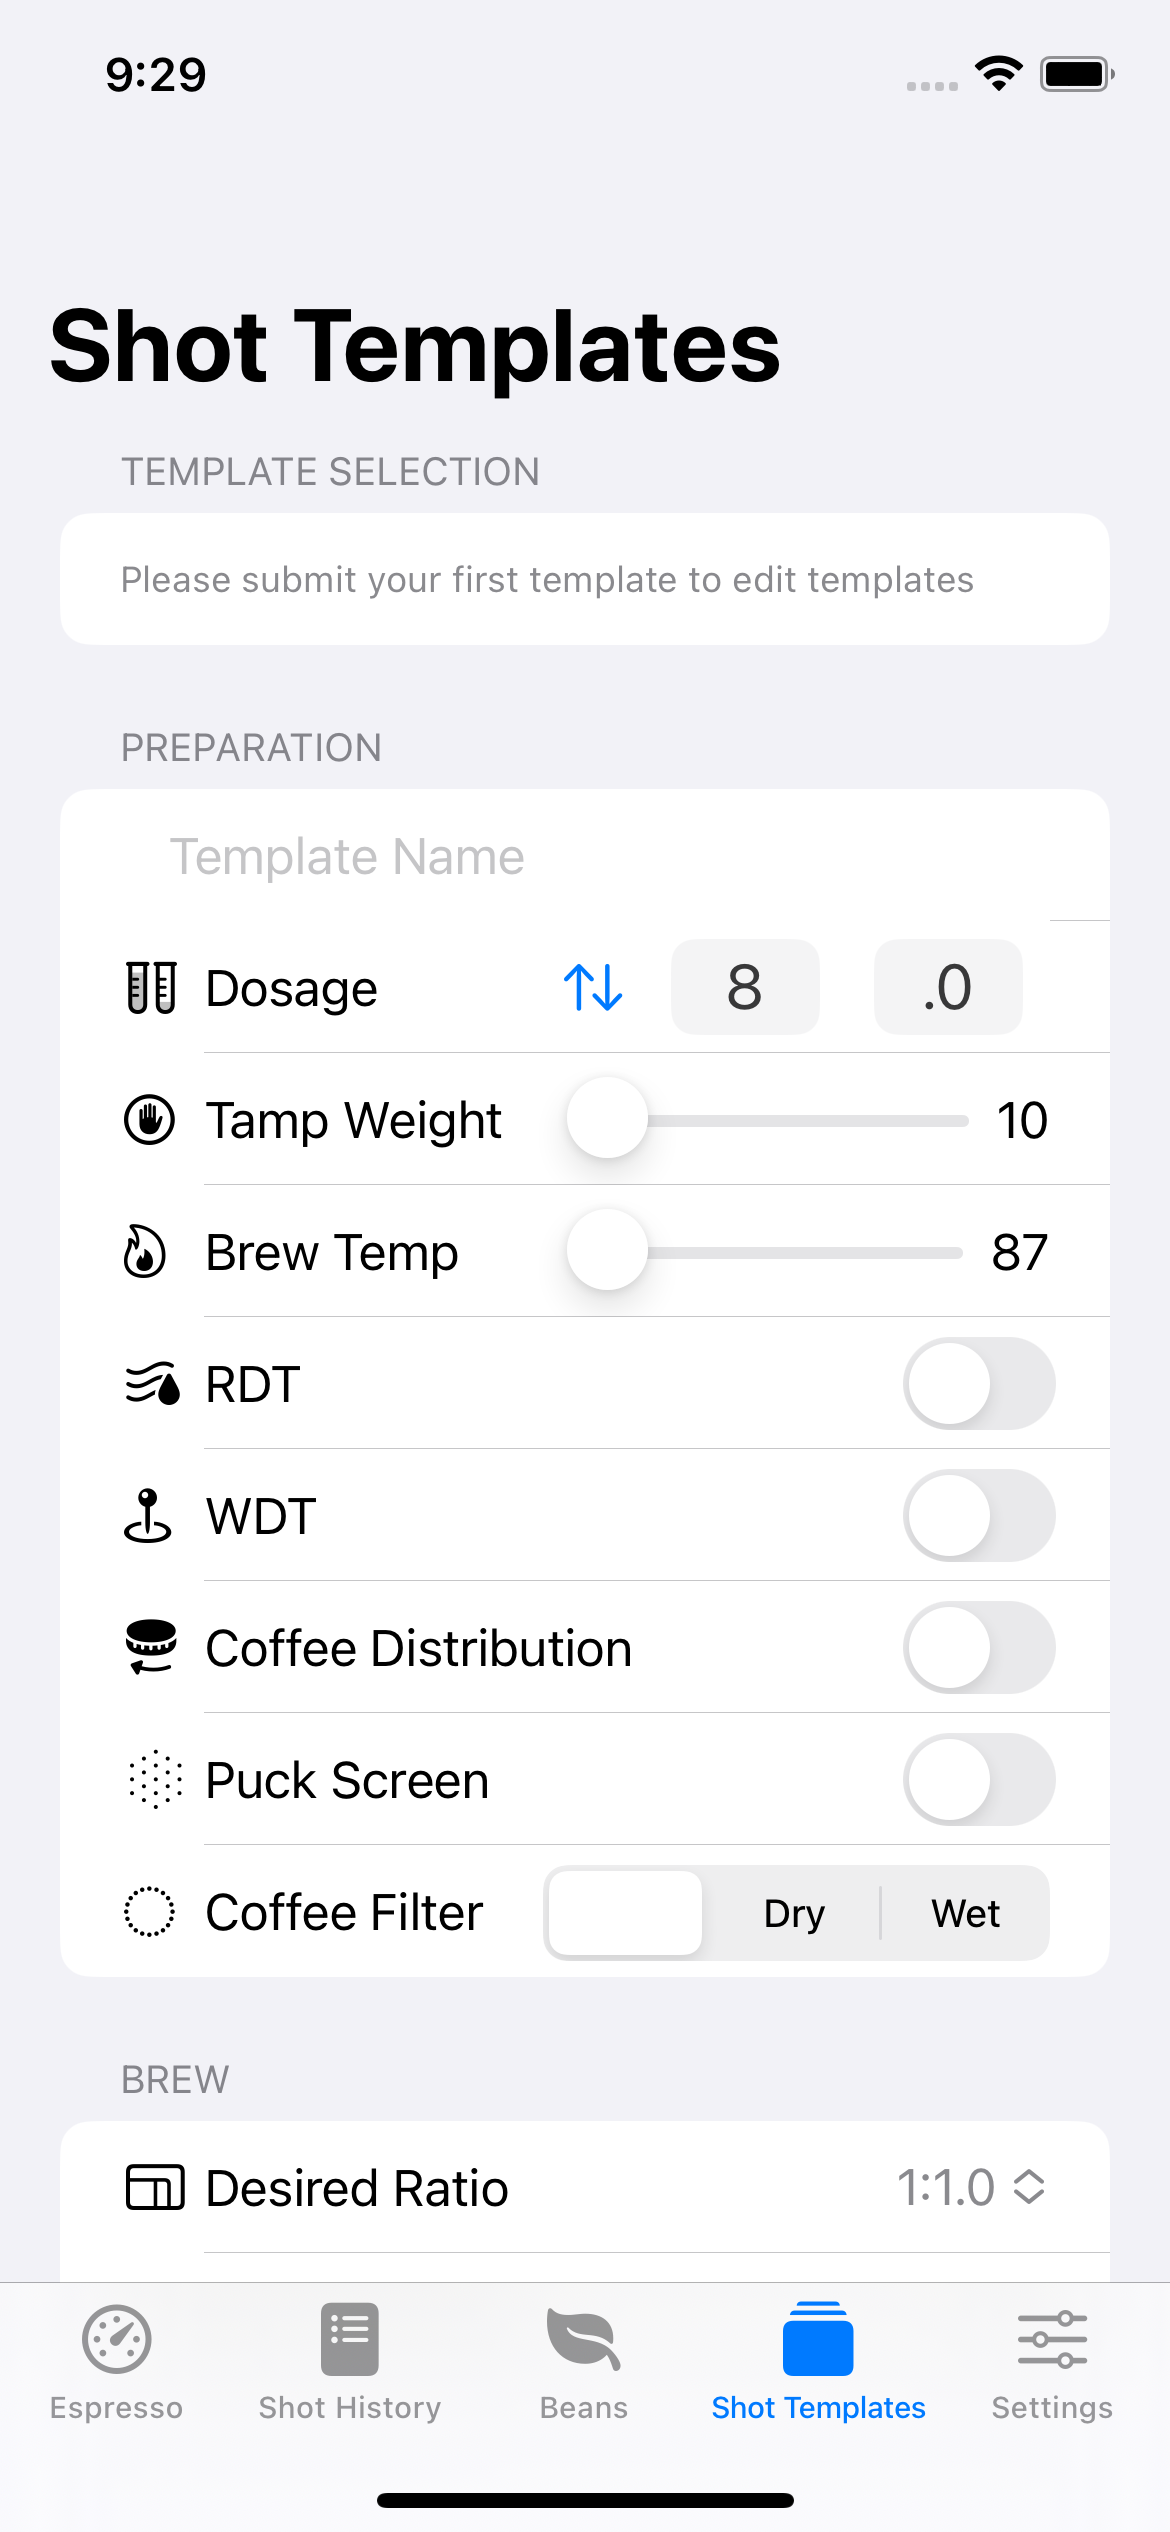 9:29
Shot Templates
TEMPLATE SELECTION
Please submit your first template to edit templates
PREPARATION
Template Name
Dosage 8 .0
Tamp Weight 10
Brew Temp 87
RDT
WDT
Coffee Distribution
Puck Screen
Coffee Filter Dry Wet
BREW
Desired Ratio 1:1.0
Espresso Shot History Beans Shot Templates Settings